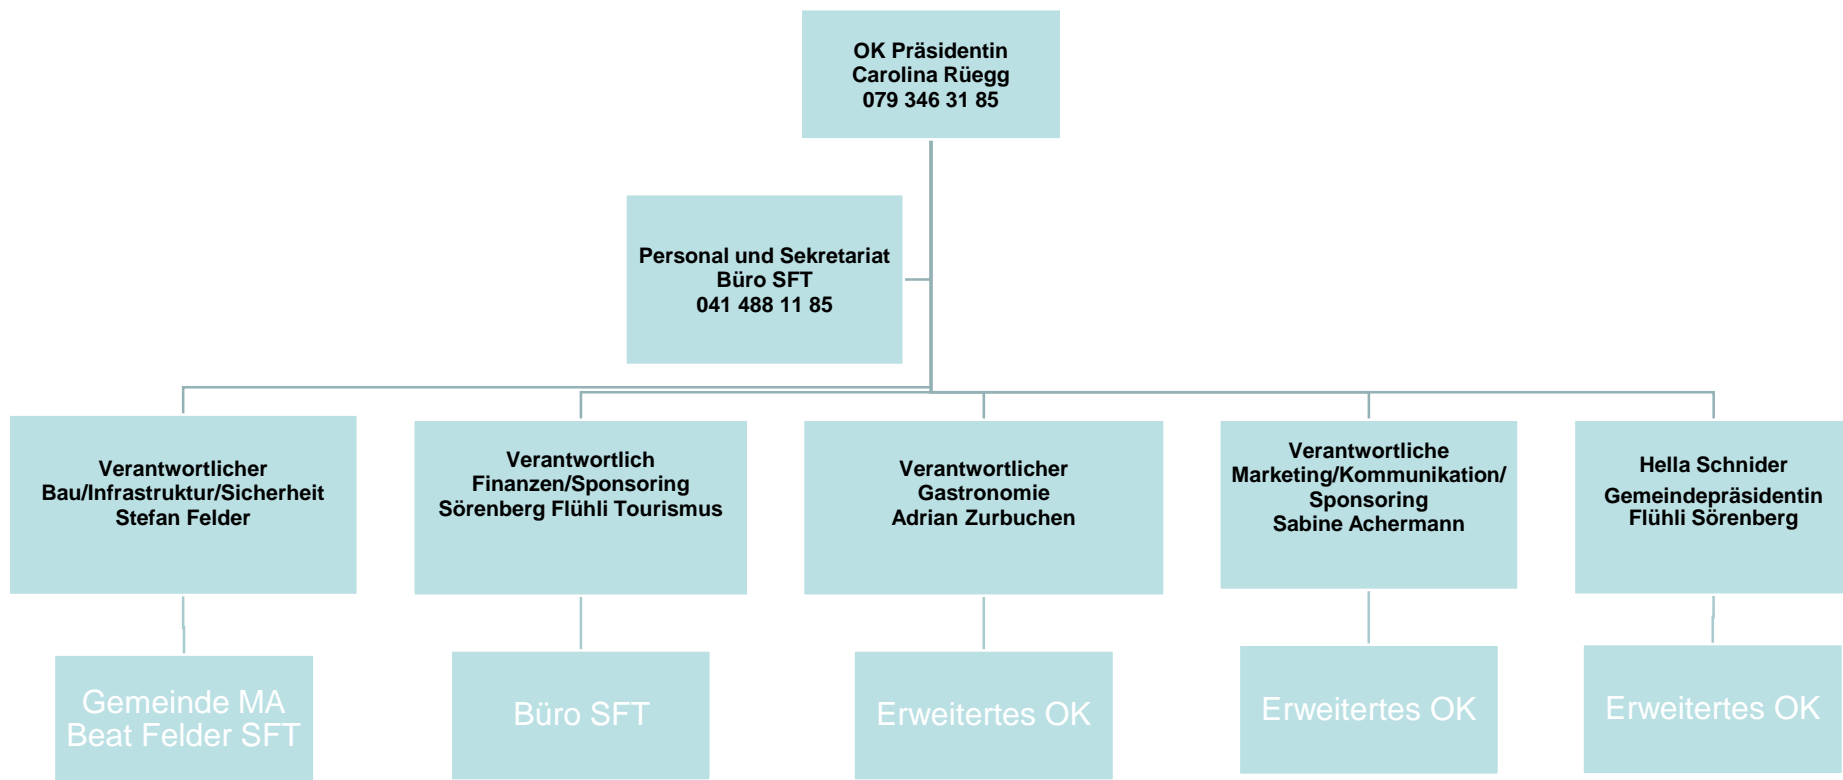 OK Präsidentin
Carolina Rüegg
079 346 31 85
Personal und Sekretariat
Büro SFT
041 488 11 85
Verantwortlicher
Bau/Infrastruktur/Sicherheit
Stefan Felder
Verantwortlich
Finanzen/Sponsoring
Sörenberg Flühli Tourismus
Verantwortlicher
Gastronomie
Adrian Zurbuchen
Verantwortliche
Marketing/Kommunikation/
Sponsoring
Sabine Achermann
Hella Schnider
Gemeindepräsidentin
Flühli Sörenberg
Gemeinde MA
Beat Felder SFT
Büro SFT
Erweitertes OK
Erweitertes OK
Erweitertes OK